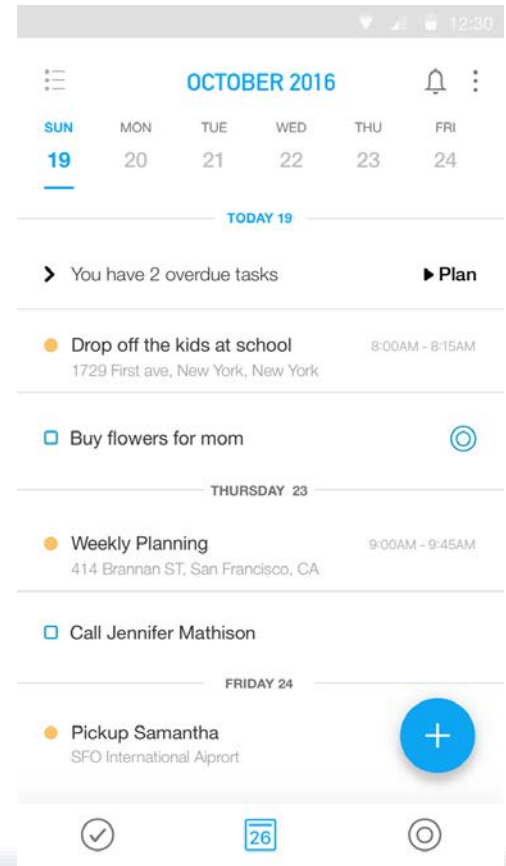 12:30
OCTOBER 2016
SUN MON TUE WED THU FRI
19 20 21 22 23 24
TODAY 19
You have 2 overdue tasks Plan
Drop off the kids at school 8:00AM - 8:15AM
1729 First ave, New York, New York
Buy flowers for mom
THURSDAY 23
Weekly Planning 9:00AM - 9:45AM
414 Brannan ST, San Francisco, CA
Call Jennifer Mathison
FRIDAY 24
Pickup Samantha
SFO International Aiprort
26